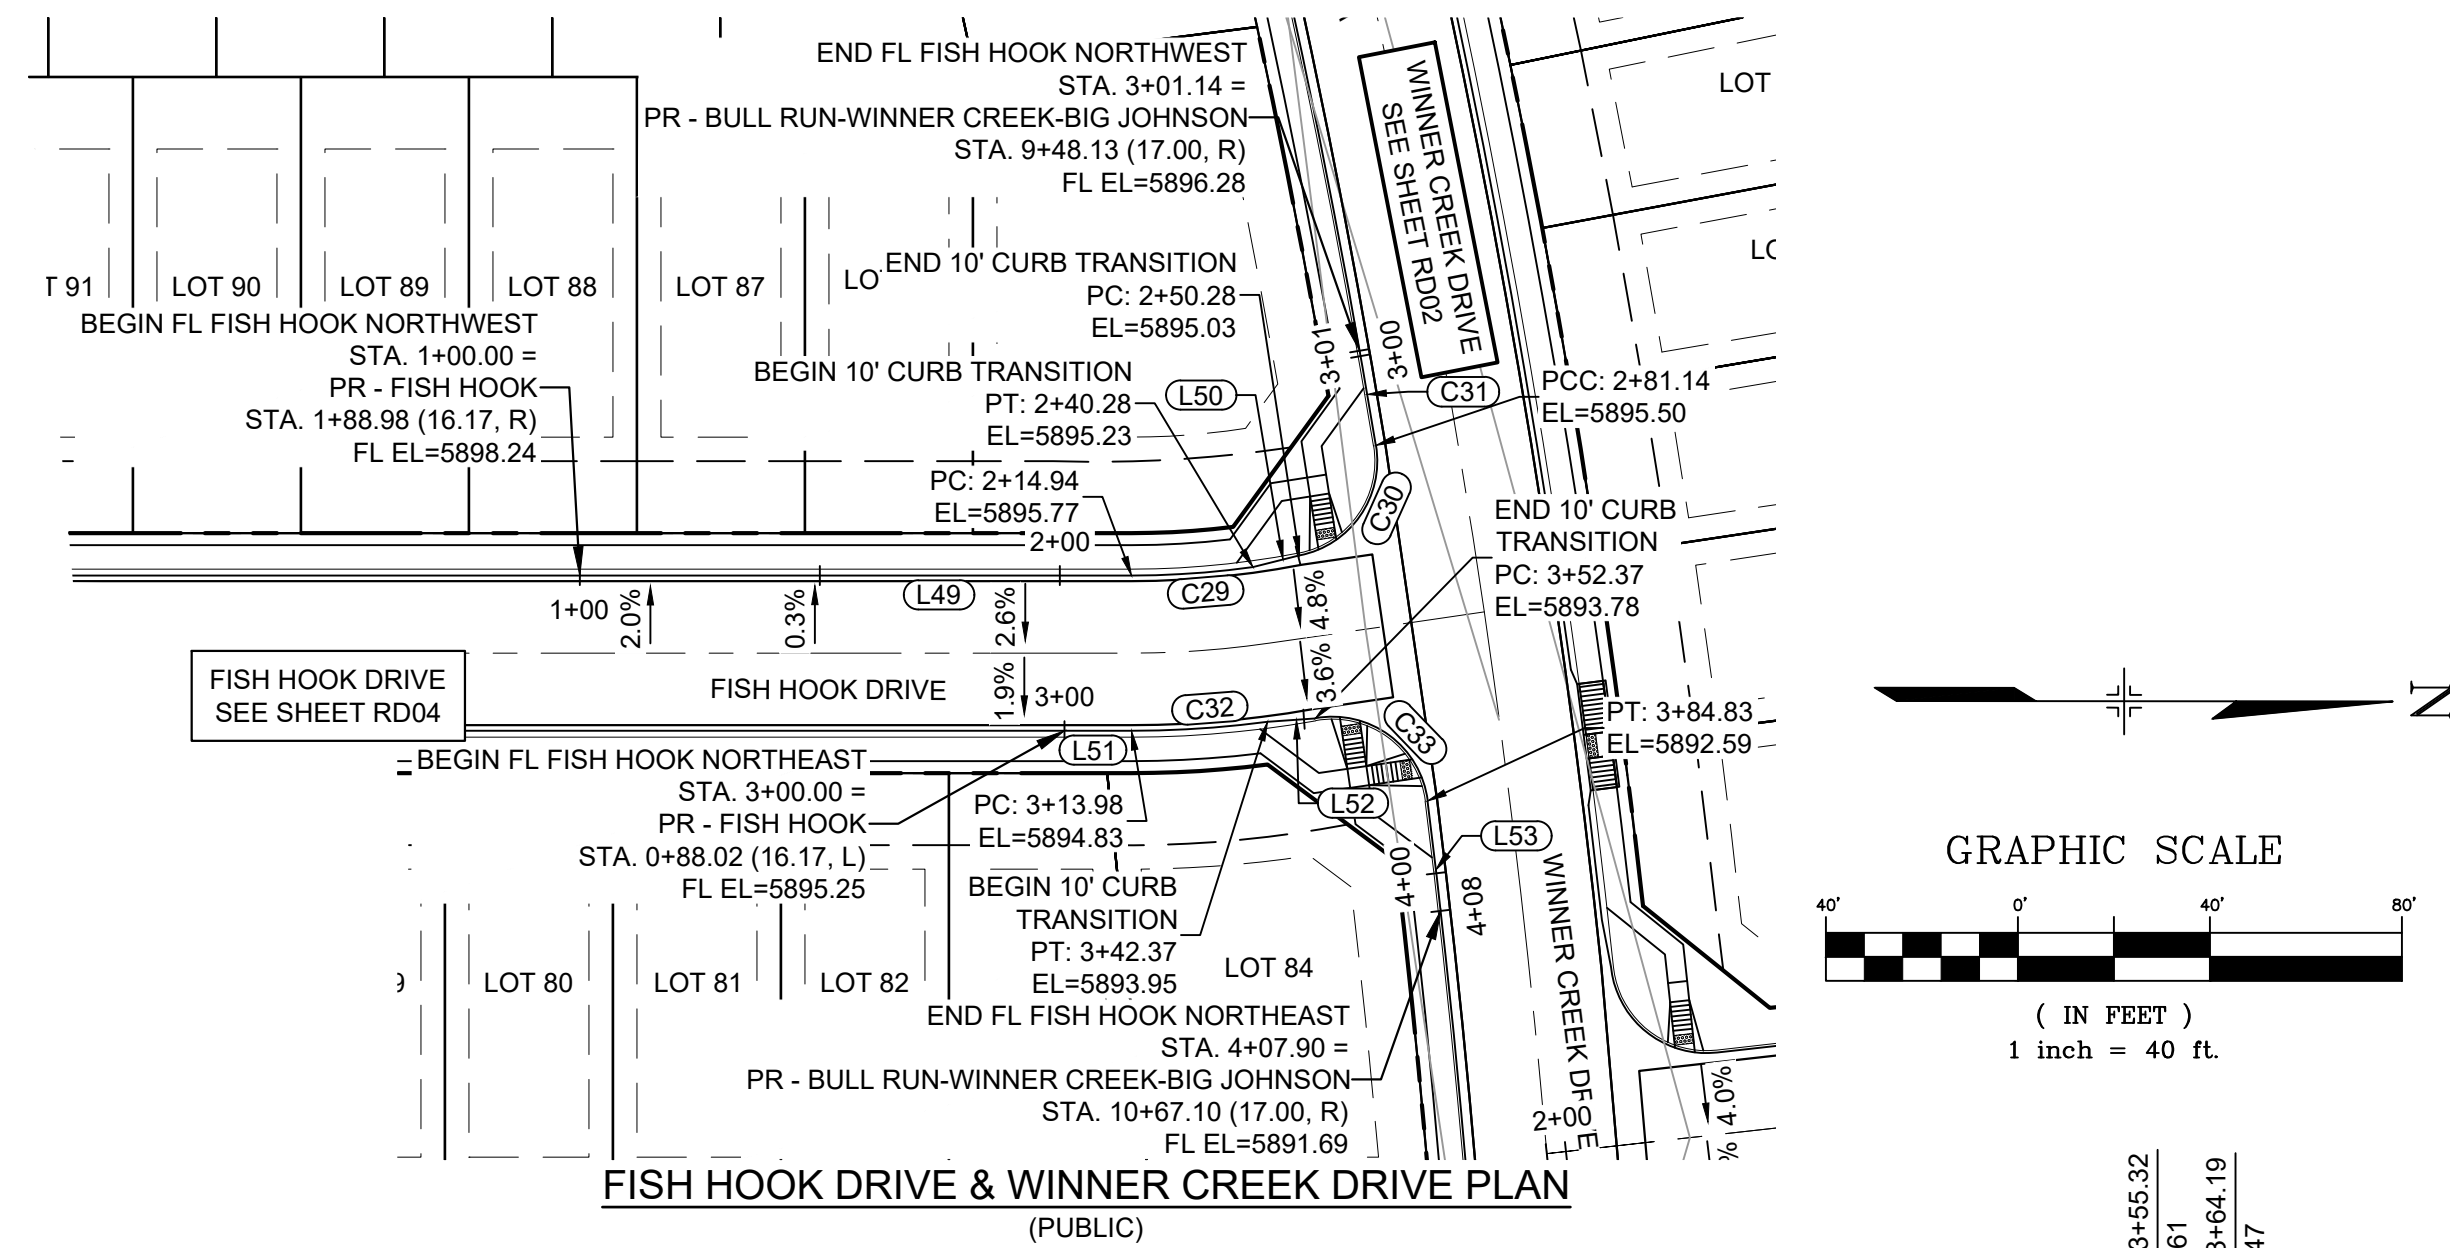 END FL FISH HOOK NORTHWEST
STA. 3+01.14 =
PR - BULL RUN-WINNER CREEK-BIG JOHNSON
STA. 9+48.13 (17.00, R)
FL EL=5896.28
WINNER CREEK DRIVE
SEE SHEET RD02
LOT
END 10' CURB TRANSITION
PC: 2+50.28
EL=5895.03
T 91
LOT 90
LOT 89
LOT 88
LOT 87
LO
BEGIN FL FISH HOOK NORTHWEST
STA. 1+00.00 =
PR - FISH HOOK
STA. 1+88.98 (16.17, R)
FL EL=5898.24
BEGIN 10' CURB TRANSITION
PT: 2+40.28
EL=5895.23
L50
3+01
3+00
C31
PCC: 2+81.14
EL=5895.50
PC: 2+14.94
EL=5895.77
2+00
C30
END 10' CURB
TRANSITION
PC: 3+52.37
EL=5893.78
1+00
2.0%
0.3%
L49
2.6%
C29
4.8%
FISH HOOK DRIVE
SEE SHEET RD04
FISH HOOK DRIVE
1.9%
3+00
C32
3.6%
C33
L51
PT: 3+84.83
EL=5892.59
N
BEGIN FL FISH HOOK NORTHEAST
STA. 3+00.00 =
PR - FISH HOOK
STA. 0+88.02 (16.17, L)
FL EL=5895.25
PC: 3+13.98
EL=5894.83
L52
L53
4+00
4+08
WINNER CREEK DRIVE
BEGIN 10' CURB
TRANSITION
PT: 3+42.37
EL=5893.95
LOT 80
LOT 81
LOT 82
LOT 84
END FL FISH HOOK NORTHEAST
STA. 4+07.90 =
PR - BULL RUN-WINNER CREEK-BIG JOHNSON
STA. 10+67.10 (17.00, R)
FL EL=5891.69
2+00
4.0%
%
GRAPHIC SCALE
40' 0' 40' 80'
( IN FEET )
1 inch = 40 ft.
FISH HOOK DRIVE & WINNER CREEK DRIVE PLAN
(PUBLIC)
3+55.32
61
3+64.19
47